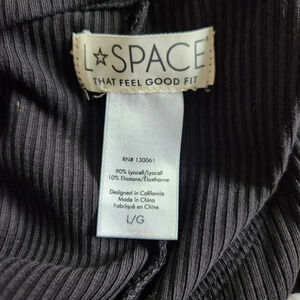 L☆SPACE
THAT FEEL GOOD FIT
RN# 130061
90% Lyocell/Lyocell
10% Elastane/Élasthanne
Designed in California
Made in China
Fabriqué en Chine
L/G